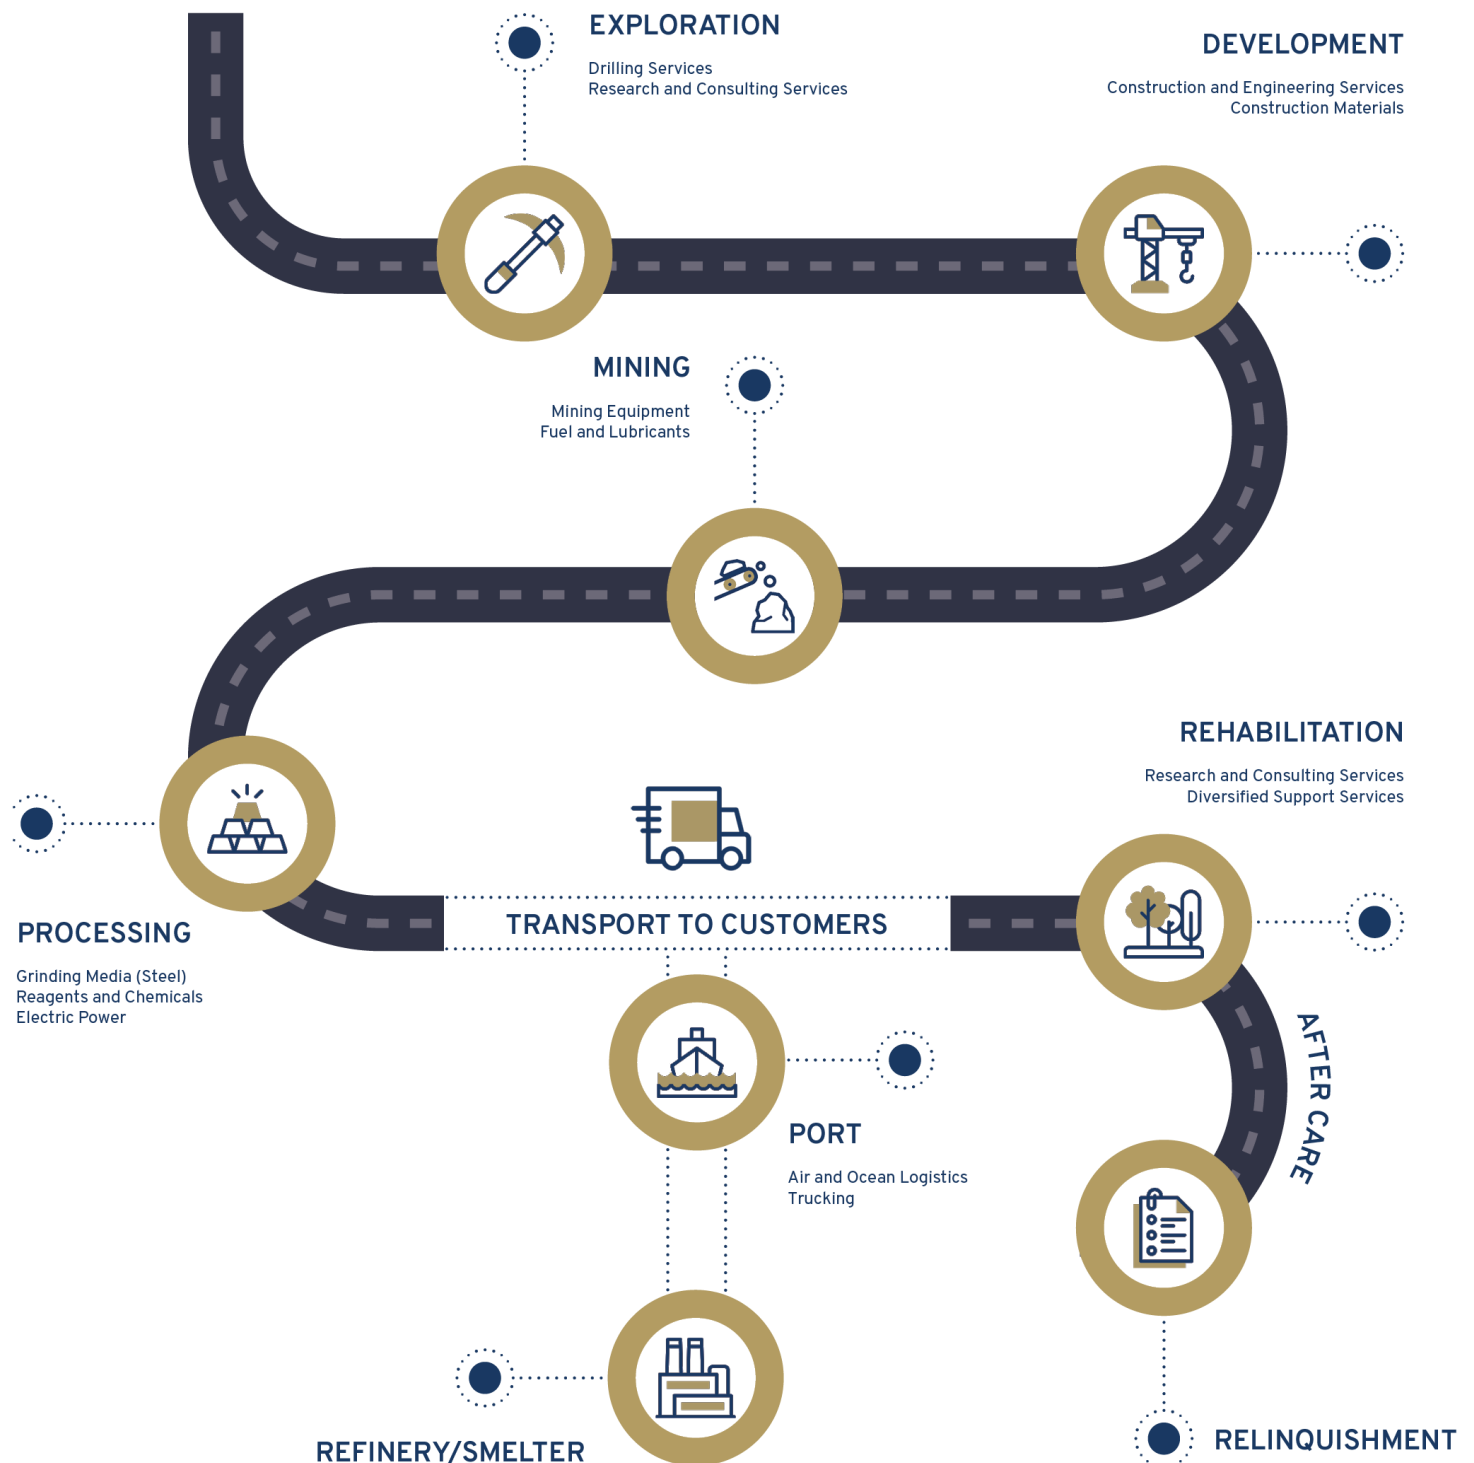 EXPLORATION
Drilling Services
Research and Consulting Services
DEVELOPMENT
Construction and Engineering Services
Construction Materials
MINING
Mining Equipment
Fuel and Lubricants
REHABILITATION
Research and Consulting Services
Diversified Support Services
PROCESSING
Grinding Media (Steel)
Reagents and Chemicals
Electric Power
TRANSPORT TO CUSTOMERS
AFTER CARE
PORT
Air and Ocean Logistics
Trucking
REFINERY/SMELTER
RELINQUISHMENT